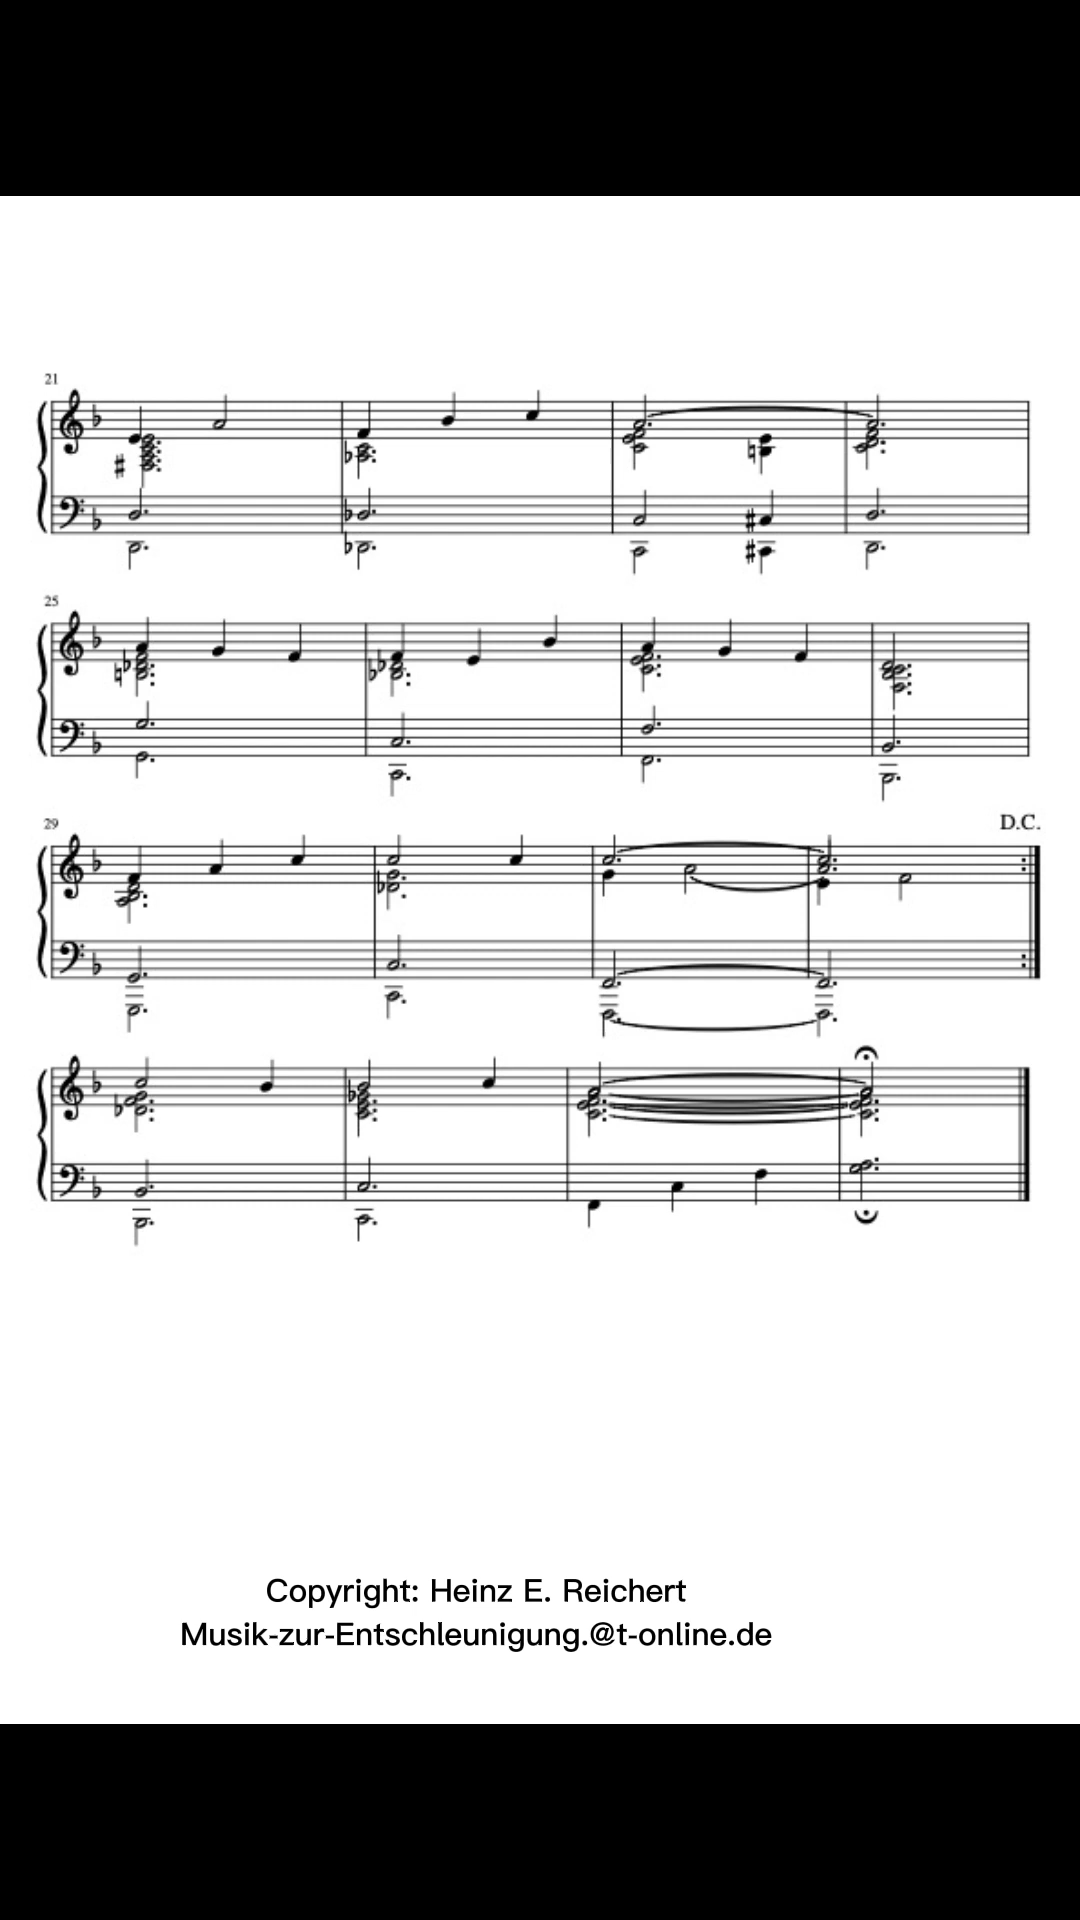 21
25
29
D.C.
Copyright: Heinz E. Reichert
Musik-zur-Entschleunigung.@t-online.de